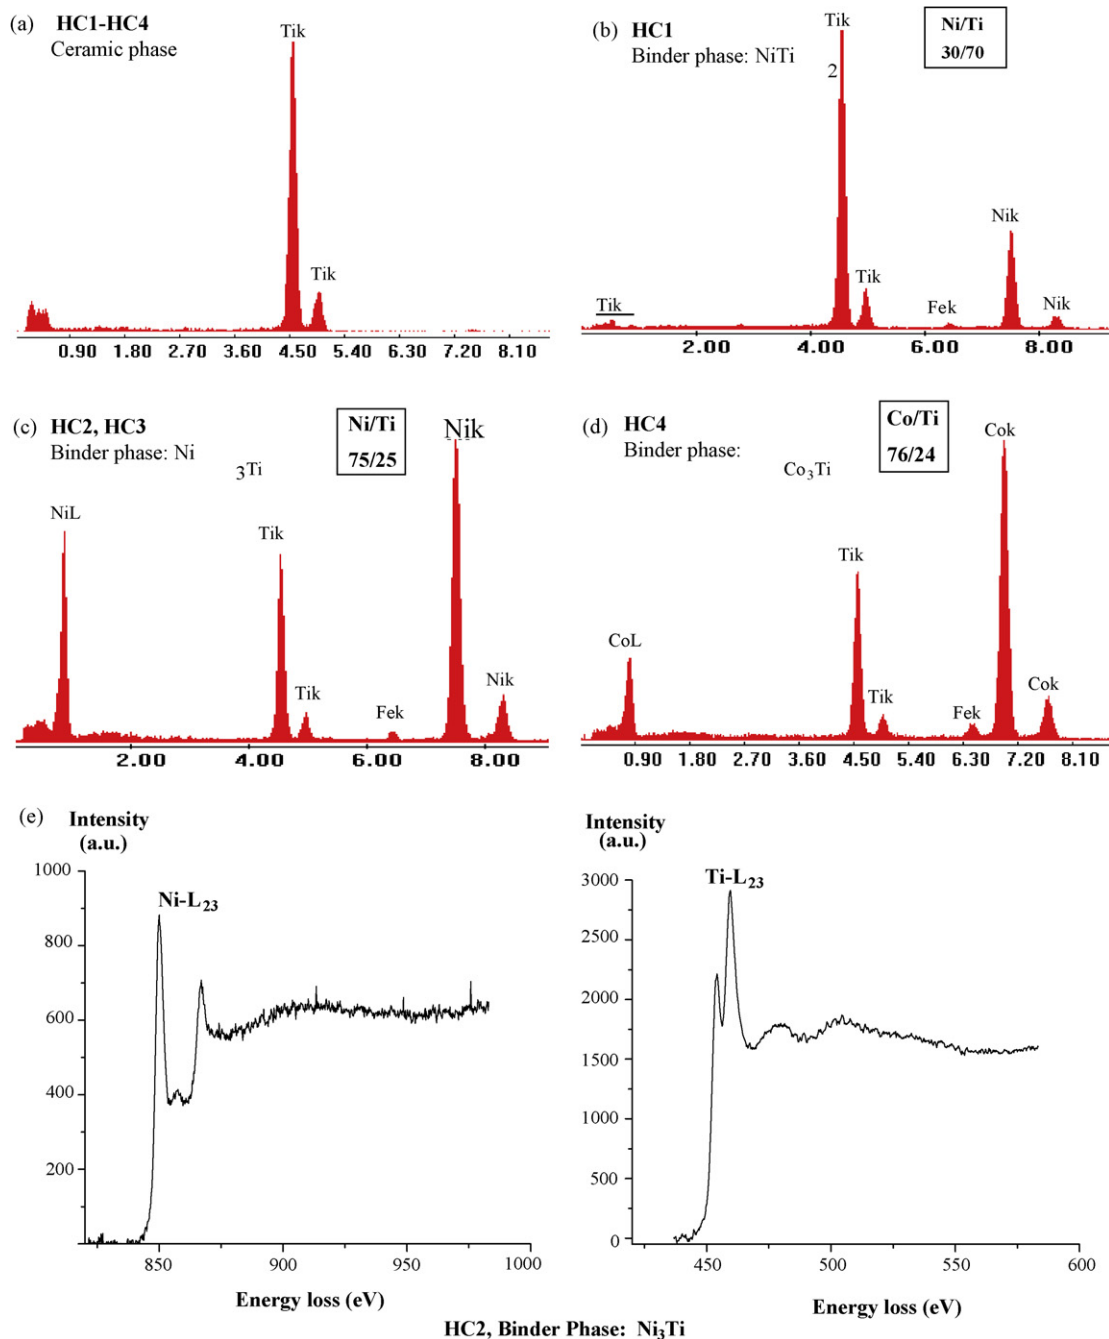 (a) HC1-HC4
Ceramic phase
Tik
Tik
0.90 1.80 2.70 3.60 4.50 5.40 6.30 7.20 8.10
(b) HC1
Binder phase: NiTi
2
Ni/Ti
30/70
Tik
Tik
Tik
Fek
Nik
Nik
2.00 4.00 6.00 8.00
(c) HC2, HC3
Binder phase: Ni
3Ti
Ni/Ti
75/25
NiL
Tik
Tik
Fek
Nik
Nik
2.00 4.00 6.00 8.00
(d) HC4
Binder phase:
Co3Ti
Co/Ti
76/24
CoL
Tik
Tik
Fek
Cok
Cok
0.90 1.80 2.70 3.60 4.50 5.40 6.30 7.20 8.10
(e) Intensity
(a.u.)
1000
800
600
400
200
Ni-L23
850 900 950 1000
Energy loss (eV)
Intensity
(a.u.)
3000
2500
2000
1500
1000
500
0
Ti-L23
450 500 550 600
Energy loss (eV)
HC2, Binder Phase: Ni3Ti